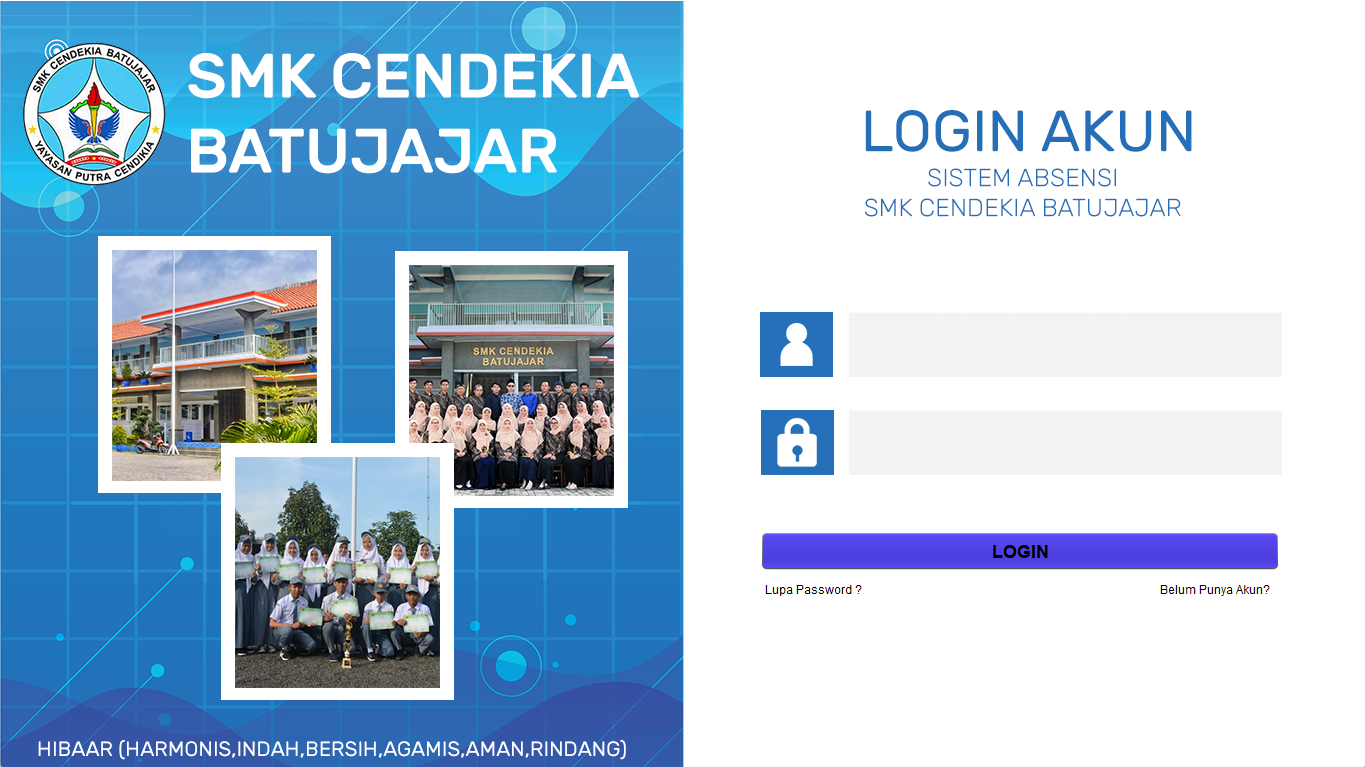 SMK CENDEKIA BATUJAJAR
YAYASAN PUTRA CENDIKIA
SMK CENDEKIA
BATUJAJAR
SMK CENDEKIA
BATUJAJAR
HIBAAR (HARMONIS,INDAH,BERSIH,AGAMIS,AMAN,RINDANG)
LOGIN AKUN
SISTEM ABSENSI
SMK CENDEKIA BATUJAJAR
LOGIN
Lupa Password ?
Belum Punya Akun?